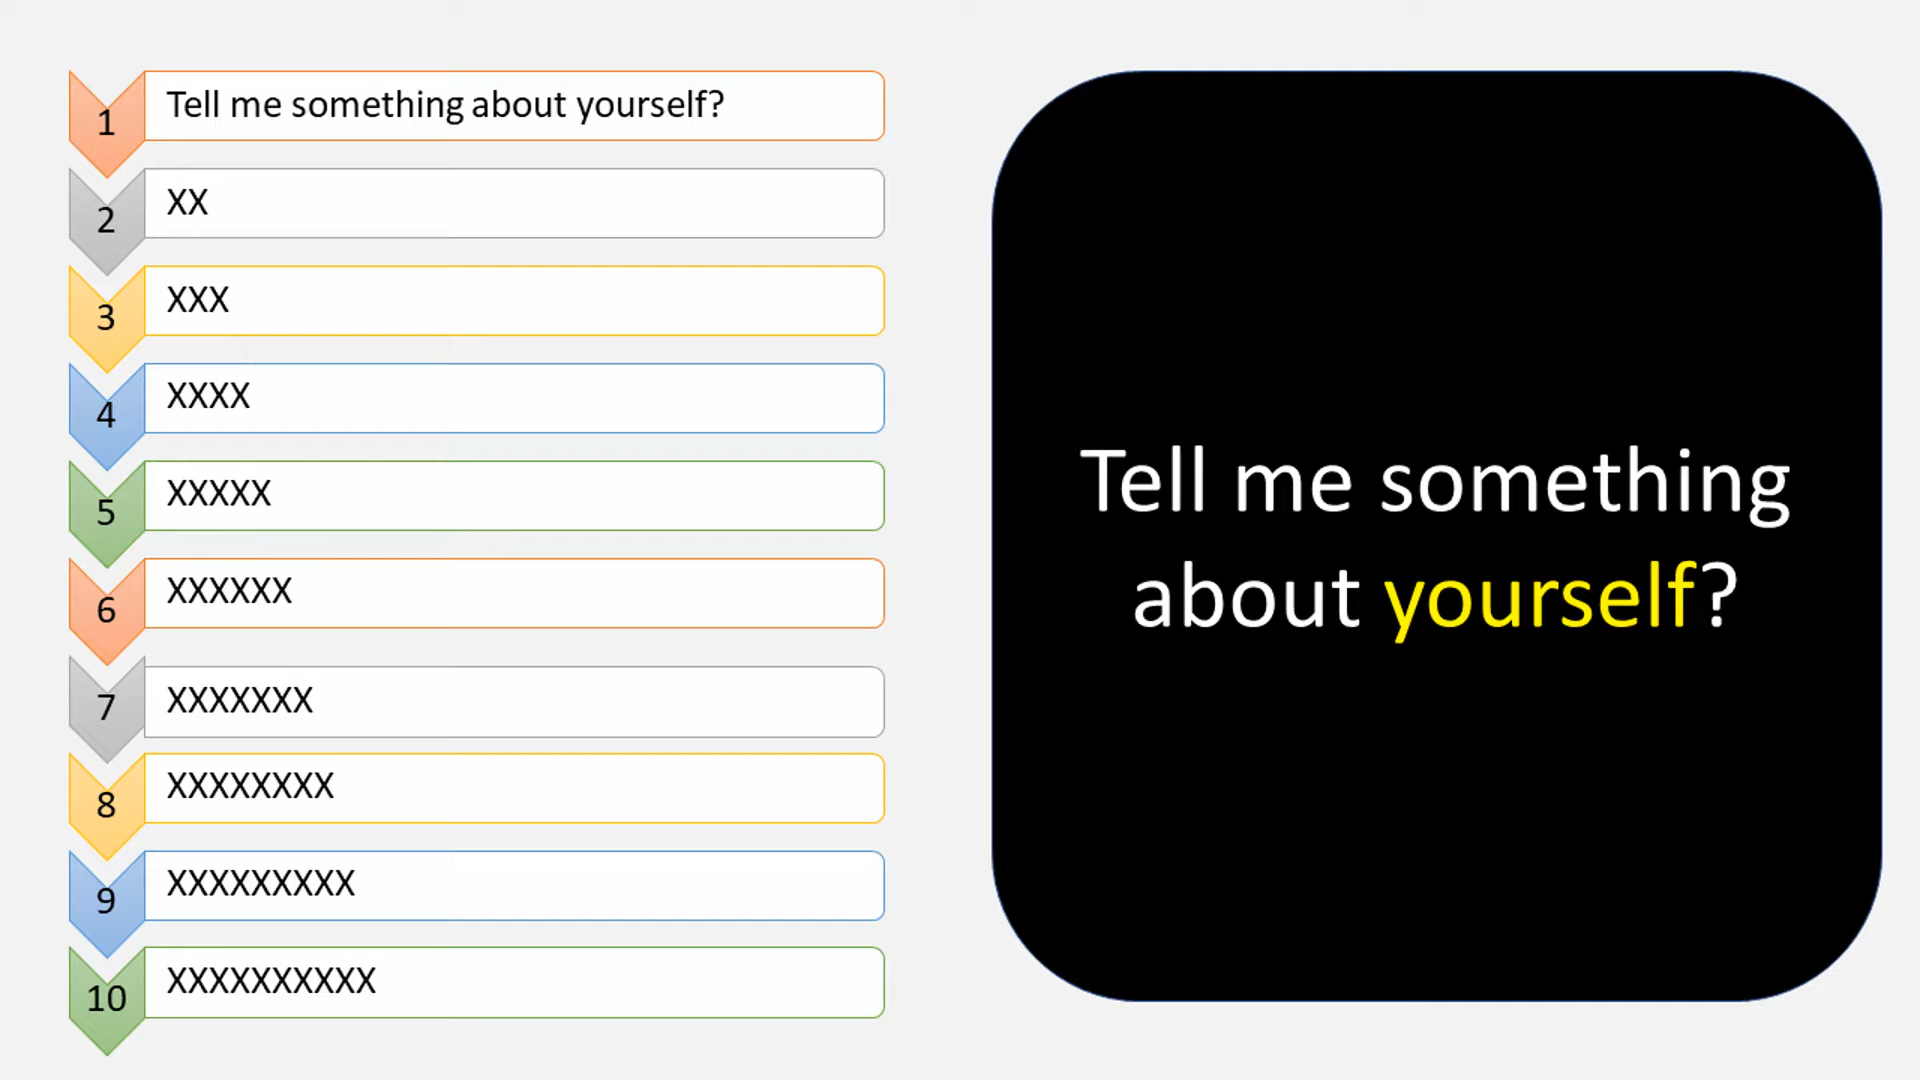 1
Tell me something about yourself?
2
XX
3
XXX
4
XXXX
5
XXXXX
6
XXXXXX
7
XXXXXXX
8
XXXXXXXX
9
XXXXXXXXX
10
XXXXXXXXXX
Tell me something
about yourself?